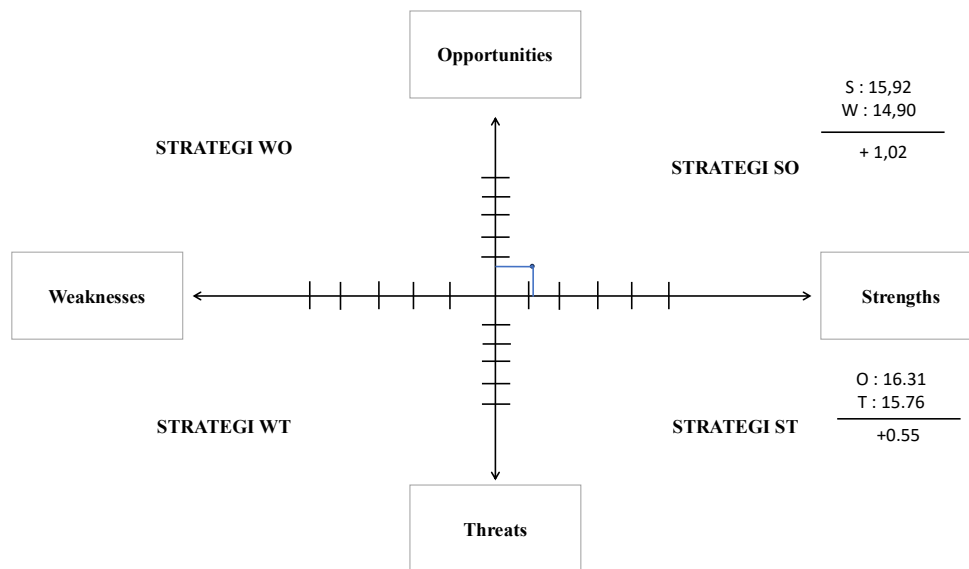 Opportunities
S : 15,92
W : 14,90
+ 1,02
STRATEGI WO
STRATEGI SO
Weaknesses
Strengths
O : 16.31
T : 15.76
+0.55
STRATEGI WT
STRATEGI ST
Threats